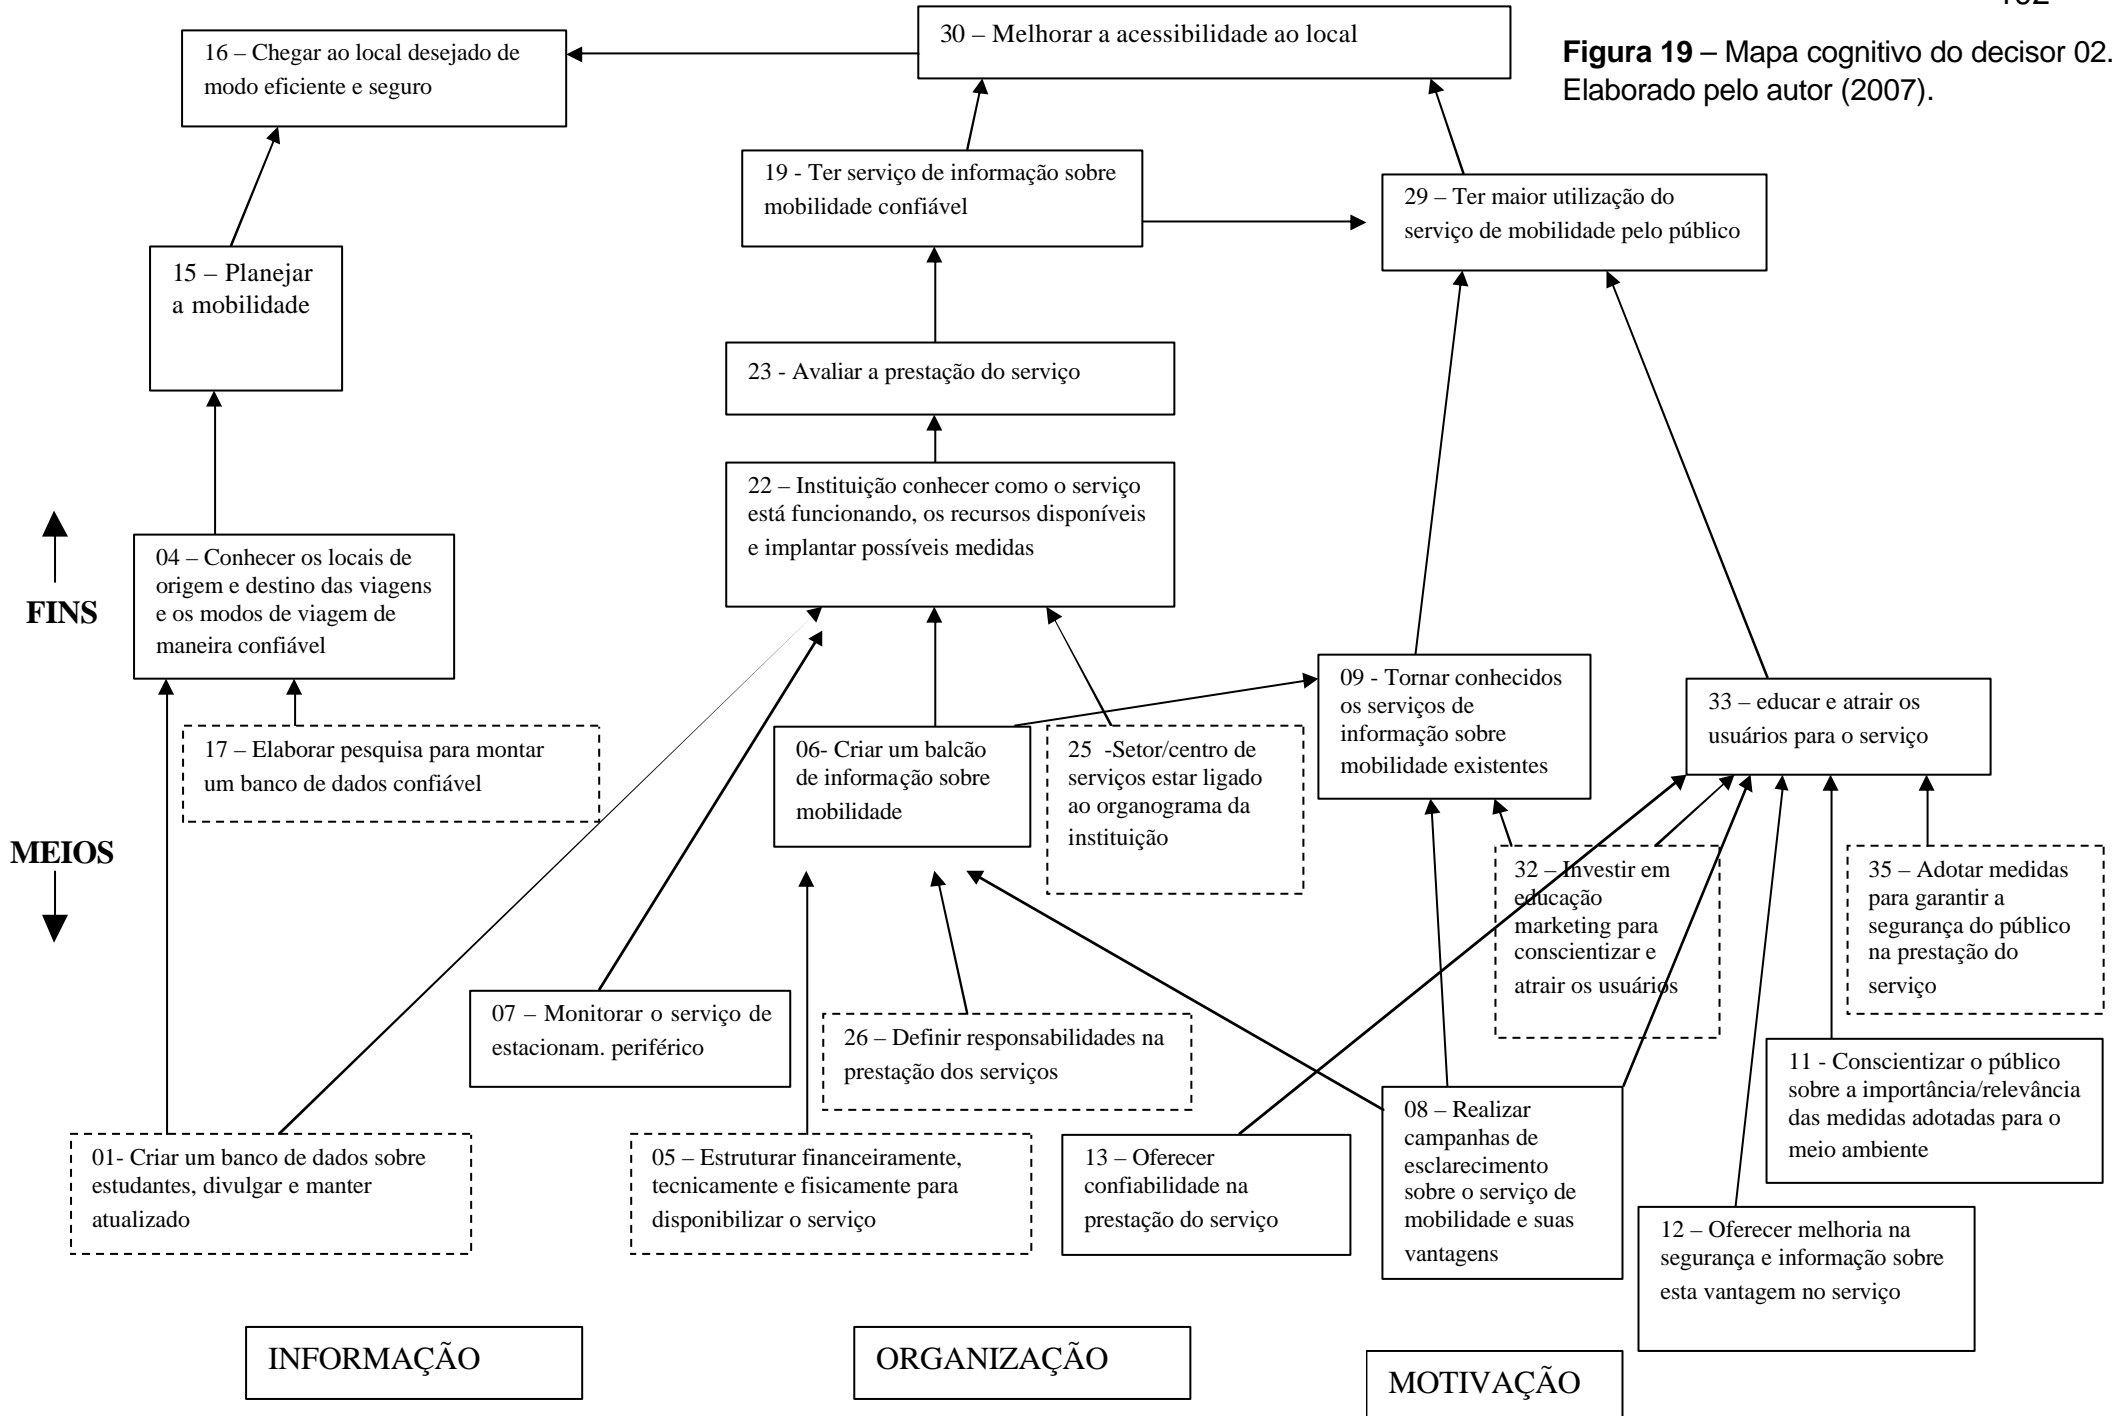 30 – Melhorar a acessibilidade ao local
16 – Chegar ao local desejado de
modo eficiente e seguro
Figura 19 – Mapa cognitivo do decisor 02.
Elaborado pelo autor (2007).
19 - Ter serviço de informação sobre
mobilidade confiável
29 – Ter maior utilização do
serviço de mobilidade pelo público
15 – Planejar
a mobilidade
23 - Avaliar a prestação do serviço
22 – Instituição conhecer como o serviço
está funcionando, os recursos disponíveis
e implantar possíveis medidas
FINS
04 – Conhecer os locais de
origem e destino das viagens
e os modos de viagem de
maneira confiável
09 - Tornar conhecidos
os serviços de
informação sobre
mobilidade existentes
33 – educar e atrair os
usuários para o serviço
17 – Elaborar pesquisa para montar
um banco de dados confiável
06- Criar um balcão
de informação sobre
mobilidade
25 -Setor/centro de
serviços estar ligado
ao organograma da
instituição
MEIOS
32 – Investir em
educação
marketing para
conscientizar e
atrair os usuários
35 – Adotar medidas
para garantir a
segurança do público
na prestação do
serviço
07 – Monitorar o serviço de
estacionam. periférico
26 – Definir responsabilidades na
prestação dos serviços
11 - Conscientizar o público
sobre a importância/relevância
das medidas adotadas para o
meio ambiente
01- Criar um banco de dados sobre
estudantes, divulgar e manter
atualizado
05 – Estruturar financeiramente,
tecnicamente e fisicamente para
disponibilizar o serviço
13 – Oferecer
confiabilidade na
prestação do serviço
08 – Realizar
campanhas de
esclarecimento
sobre o serviço de
mobilidade e suas
vantagens
12 – Oferecer melhoria na
segurança e informação sobre
esta vantagem no serviço
INFORMAÇÃO
ORGANIZAÇÃO
MOTIVAÇÃO